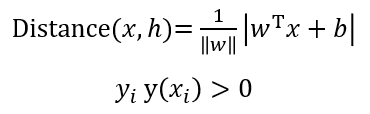 Distance(x, h)= 1/‖w‖ |wᵀx + b|
yᵢ y(xᵢ) > 0